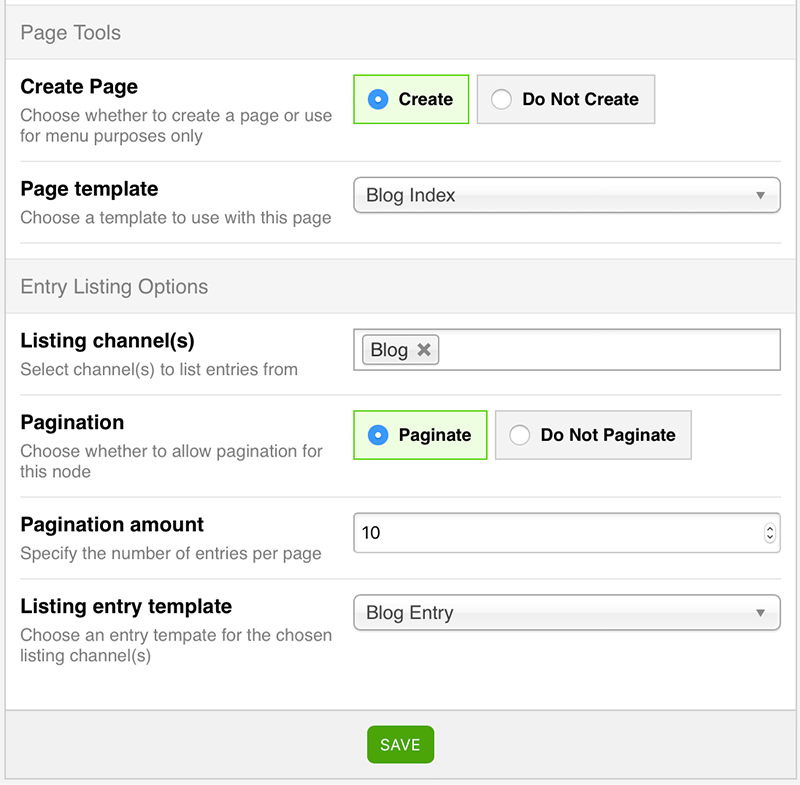 Page Tools
Create Page
Choose whether to create a page or use
for menu purposes only
Create
Do Not Create
Page template
Choose a template to use with this page
Blog Index
Entry Listing Options
Listing channel(s)
Select channel(s) to list entries from
Blog
Pagination
Choose whether to allow pagination for
this node
Paginate
Do Not Paginate
Pagination amount
Specify the number of entries per page
10
Listing entry template
Choose an entry tempate for the chosen
listing channel(s)
Blog Entry
SAVE